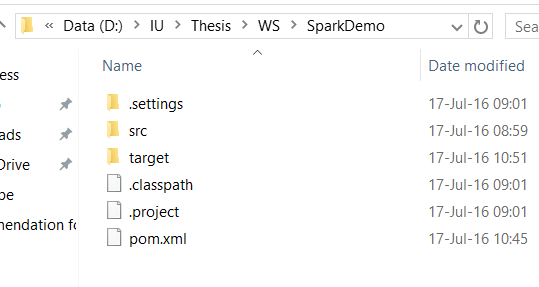 « Data (D:) › IU › Thesis › WS › SparkDemo
Sea
Name Date modified
ess
.settings 17-Jul-16 09:01
src 17-Jul-16 08:59
ads
target 17-Jul-16 10:51
Drive
.classpath 17-Jul-16 09:01
pe
.project 17-Jul-16 09:01
nendation fo
pom.xml 17-Jul-16 10:45